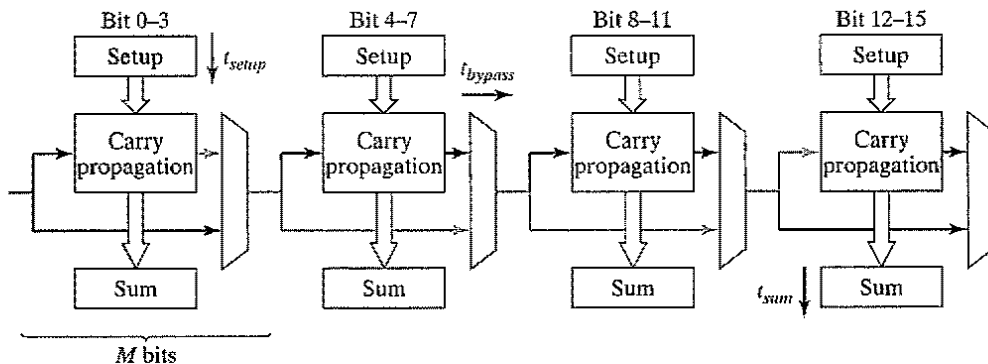 Bit 0–3
Bit 4–7
Bit 8–11
Bit 12–15
Setup
t_setup
Setup
t_bypass
Setup
Setup
Carry propagation
Carry propagation
Carry propagation
Carry propagation
Sum
Sum
Sum
t_sum
Sum
M bits